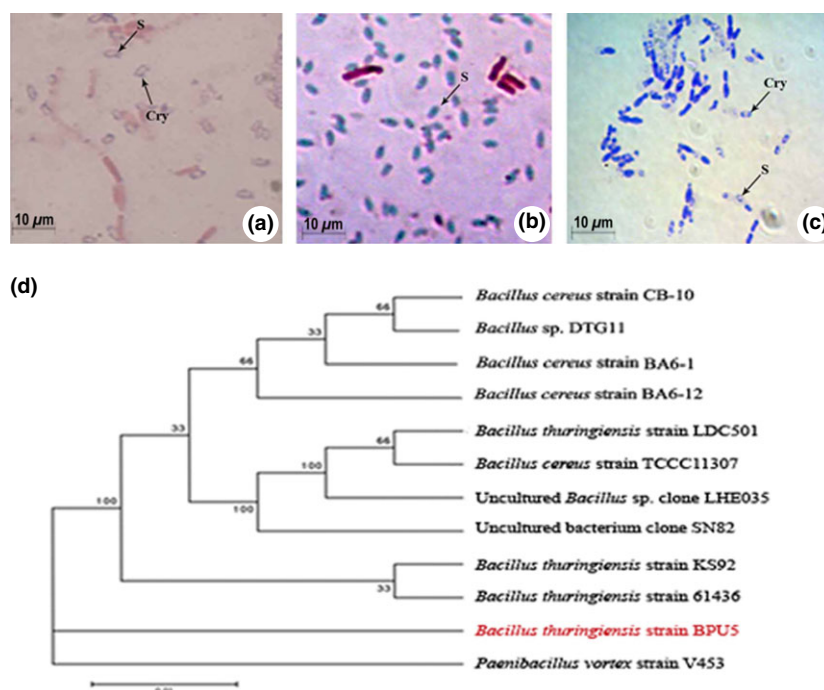 S
Cry
10 µm
(a)
S
10 µm
(b)
Cry
S
10 µm
(c)
(d)
Bacillus cereus strain CB-10
66
Bacillus sp. DTG11
33
Bacillus cereus strain BA6-1
66
Bacillus cereus strain BA6-12
33
Bacillus thuringiensis strain LDC501
66
Bacillus cereus strain TCCC11307
100
Uncultured Bacillus sp. clone LHE035
100
Uncultured bacterium clone SN82
100
Bacillus thuringiensis strain KS92
33
Bacillus thuringiensis strain 61436
Bacillus thuringiensis strain BPU5
Paenibacillus vortex strain V453